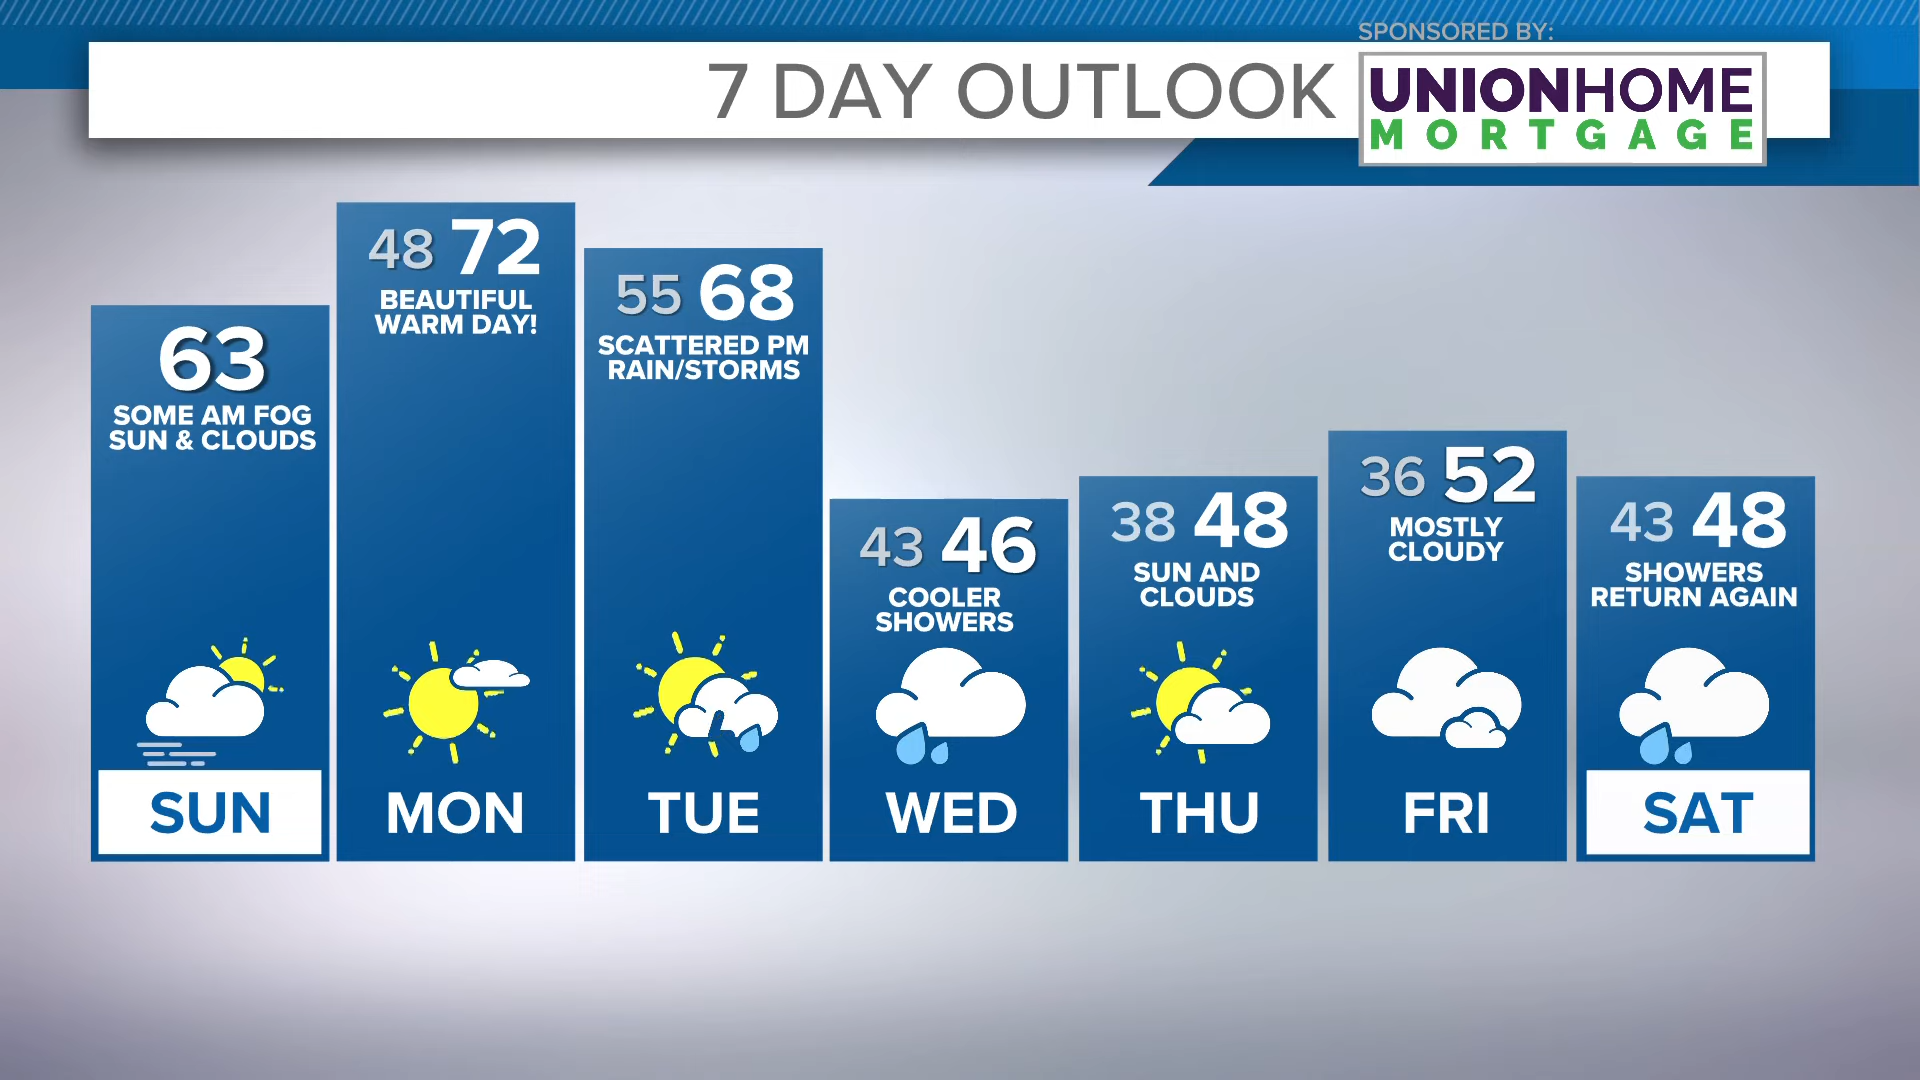 SPONSORED BY:
7 DAY OUTLOOK
UNIONHOME
MORTGAGE
63
SOME AM FOG
SUN & CLOUDS
SUN
48 72
BEAUTIFUL
WARM DAY!
MON
55 68
SCATTERED PM
RAIN/STORMS
TUE
43 46
COOLER
SHOWERS
WED
38 48
SUN AND
CLOUDS
THU
36 52
MOSTLY
CLOUDY
FRI
43 48
SHOWERS
RETURN AGAIN
SAT